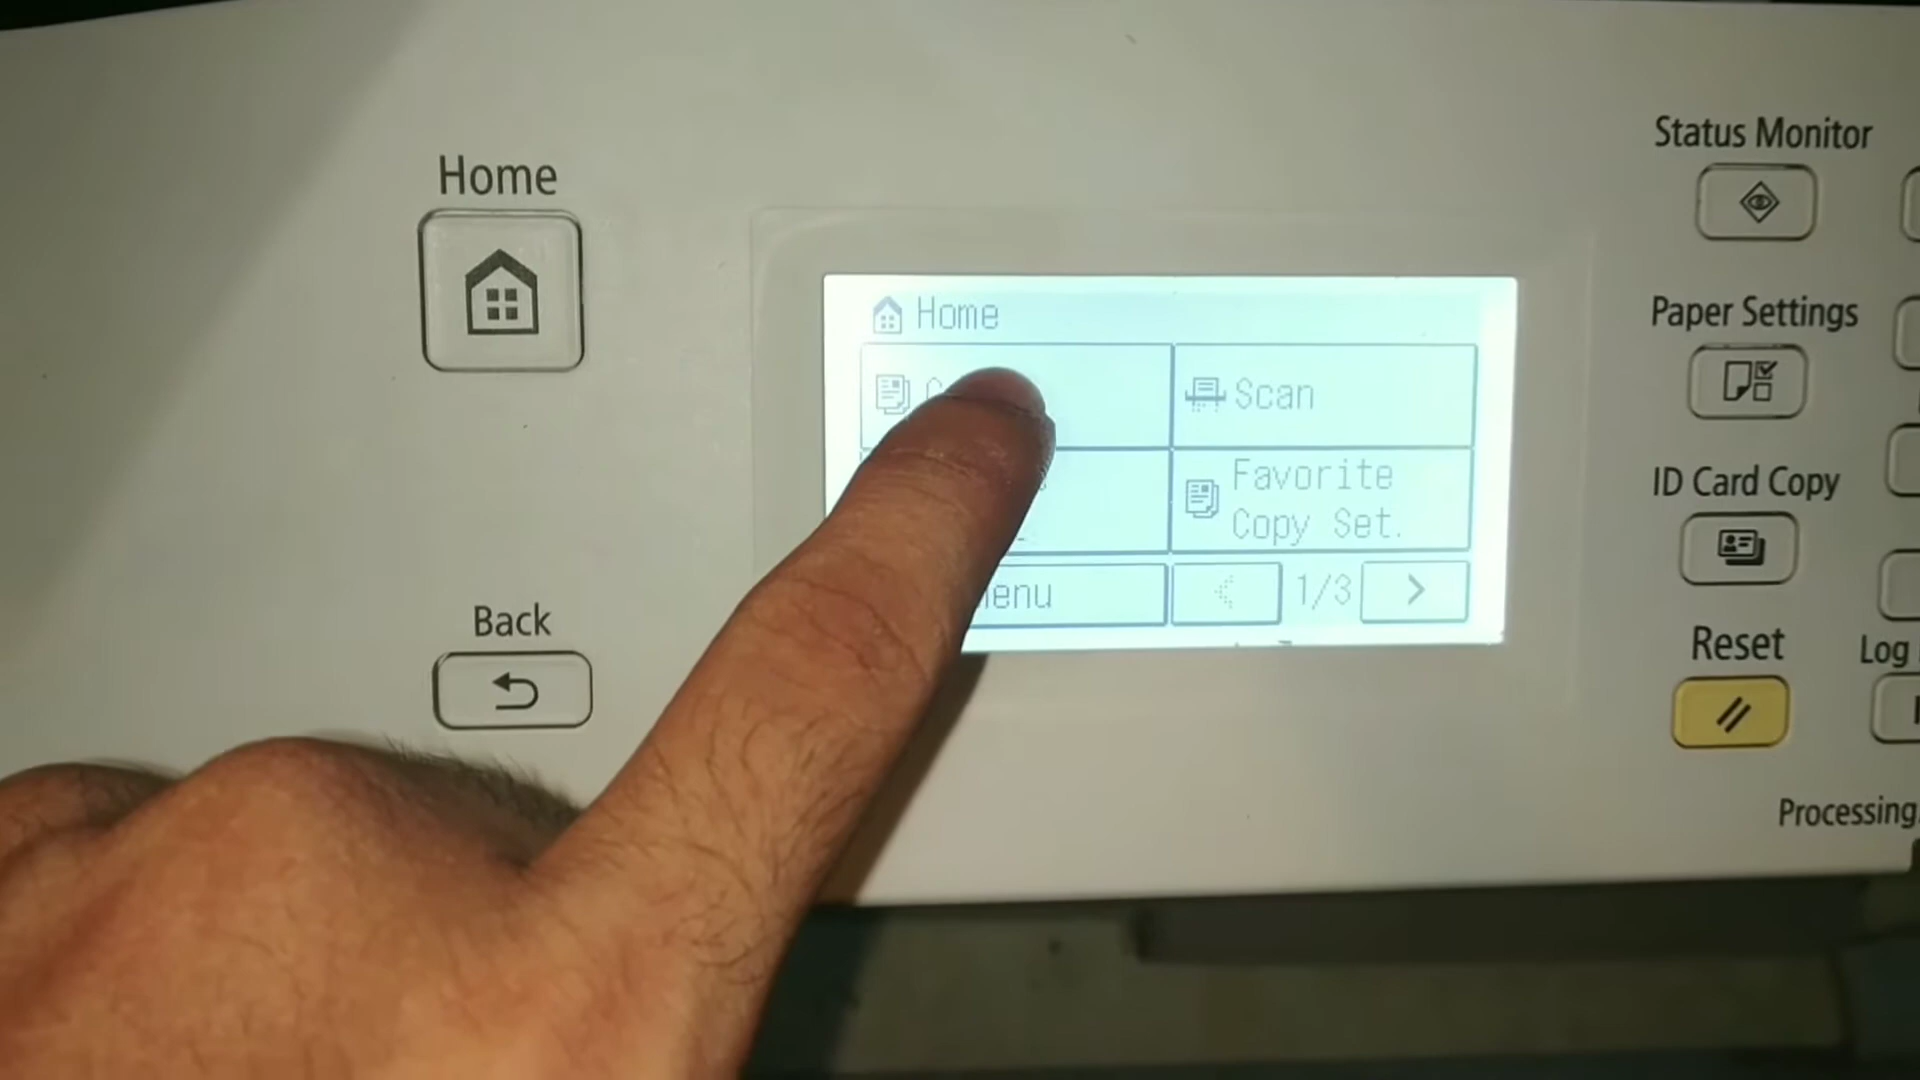 Home
Back
Home
Scan
Favorite
Copy Set.
1/3
Status Monitor
Paper Settings
ID Card Copy
Reset
Log
Processing